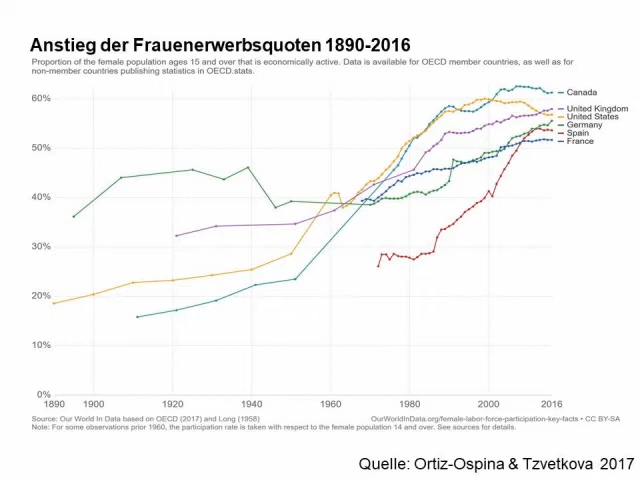 Anstieg der Frauenerwerbsquoten 1890-2016
Proportion of the female population ages 15 and over that is economically active. Data is available for OECD member countries, as well as for
non-member countries publishing statistics in OECD.stats.
60%
50%
40%
30%
20%
10%
0%
Canada
United Kingdom
United States
Germany
Spain
France
1890 1900 1920 1940 1960 1980 2000 2016
Source: Our World In Data based on OECD (2017) and Long (1958)
OurWorldInData.org/female-labor-force-participation-key-facts • CC BY-SA
Note: For some observations prior 1960, the participation rate is taken with respect to the female population 14 and over. See sources for details.
Quelle: Ortiz-Ospina & Tzvetkova 2017